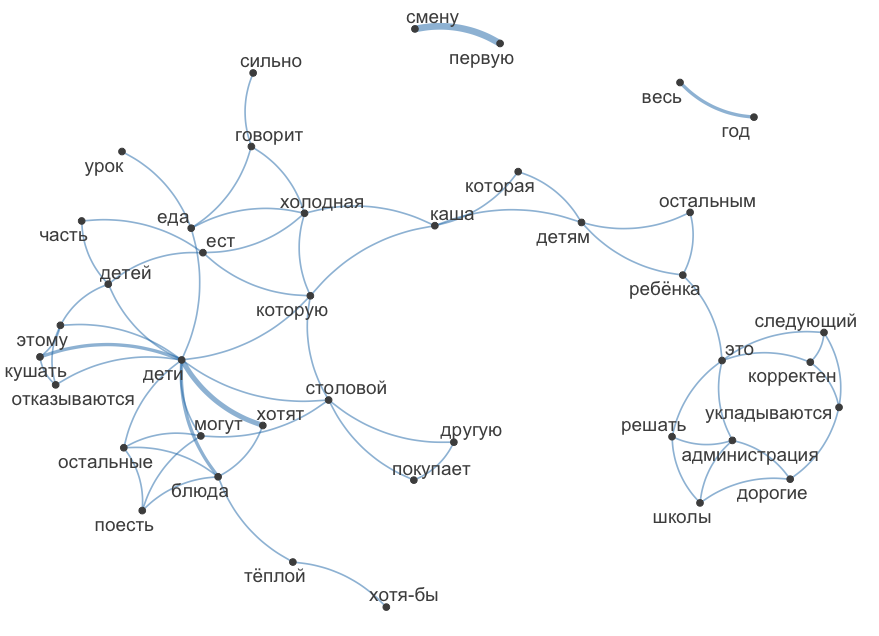 смену
первую
сильно
весь
год
говорит
урок
которая
холодная
остальным
еда
каша
часть
ест
детям
детей
ребёнка
которую
следующий
этому
это
кушать
дети
корректен
столовой
отказываются
хотят
укладываются
могут
решать
другую
администрация
остальные
покупает
блюда
дорогие
школы
поесть
тёплой
хотя-бы